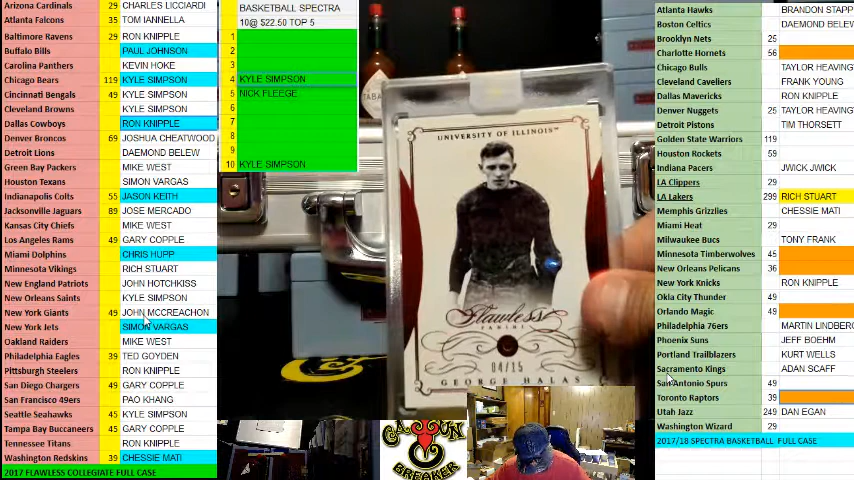 Arizona Cardinals 35 CHARLES LICCIARDI
Atlanta Falcons 35 TOM IANNELLA
Baltimore Ravens 29 RON KNIPPLE
Buffalo Bills PAUL JOHNSON
Carolina Panthers KEVIN HOKE
Chicago Bears 119 KYLE SIMPSON
Cincinnati Bengals 49 KYLE SIMPSON
Cleveland Browns KYLE SIMPSON
Dallas Cowboys RON KNIPPLE
Denver Broncos 69 JOSHUA CHEATWOOD
Detroit Lions DAEMOND BELEW
Green Bay Packers MIKE WEST
Houston Texans SIMON VARGAS
Indianapolis Colts 55 JASON KEITH
Jacksonville Jaguars 89 JOSE MERCADO
Kansas City Chiefs MIKE WEST
Los Angeles Rams 49 GARY COPPLE
Miami Dolphins CHRIS HUPP
Minnesota Vikings RICH STUART
New England Patriots JOHN HOTCHKISS
New Orleans Saints KYLE SIMPSON
New York Giants 49 JOHN MCCREACHON
New York Jets SIMON VARGAS
Oakland Raiders MIKE WEST
Philadelphia Eagles 39 TED GOYDEN
Pittsburgh Steelers RON KNIPPLE
San Diego Chargers 49 GARY COPPLE
San Francisco 49ers PAO KHANG
Seattle Seahawks 45 KYLE SIMPSON
Tampa Bay Buccaneers 45 GARY COPPLE
Tennessee Titans RON KNIPPLE
Washington Redskins 39 CHESSIE MATI
2017 FLAWLESS COLLEGIATE FULL CASE
BASKETBALL SPECTRA
10@ $22.50 TOP 5
1
2
3
4 KYLE SIMPSON
5 NICK FLEEGE
6
7
8
9
10 KYLE SIMPSON
UNIVERSITY OF ILLINOIS
Flawless
PANINI
04/15
GEORGE HALAS
CAJUN
BREAKER
Atlanta Hawks BRANDON STAPP
Boston Celtics DAEMOND BELEW
Brooklyn Nets 25
Charlotte Hornets 56
Chicago Bulls TAYLOR HEAVING
Cleveland Caveliers FRANK YOUNG
Dallas Mavericks RON KNIPPLE
Denver Nuggets 25 TAYLOR HEAVING
Detroit Pistons TIM THORSETT
Golden State Warriors 119
Houston Rockets 59
Indiana Pacers JWICK JWICK
LA Clippers 29
LA Lakers 299 RICH STUART
Memphis Grizzlies CHESSIE MATI
Miami Heat 29
Milwaukee Bucs TONY FRANK
Minnesota Timberwolves 45
New Orleans Pelicans 36
New York Knicks RON KNIPPLE
Okla City Thunder 49
Orlando Magic 39
Philadelphia 76ers MARTIN LINDBERG
Phoenix Suns JEFF BOEHM
Portland Trailblazers KURT WELLS
Sacramento Kings ADAN SCAFF
San Antonio Spurs 49
Toronto Raptors 39
Utah Jazz 249 DAN EGAN
Washington Wizard 29
2017/18 SPECTRA BASKETBALL FULL CASE